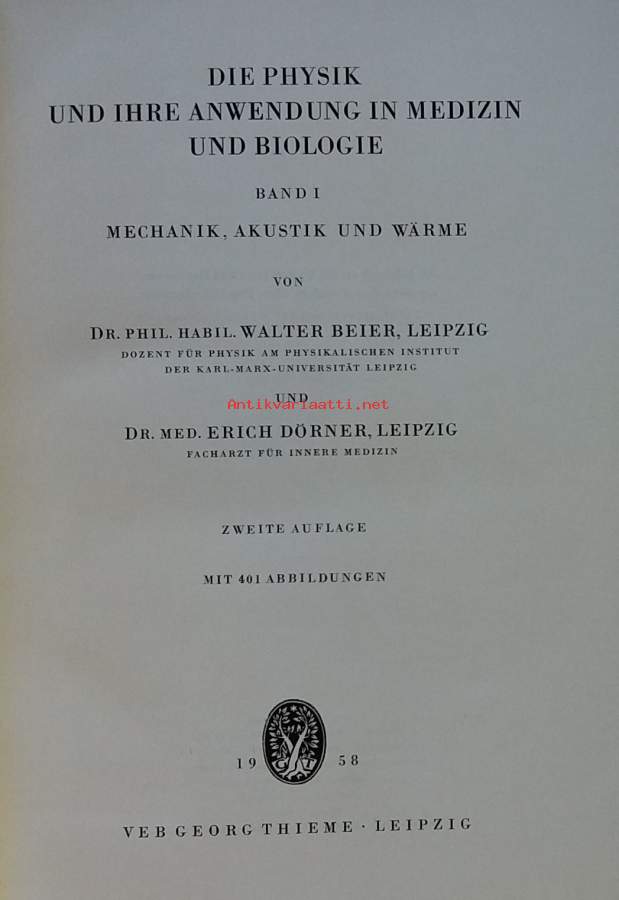 DIE PHYSIK
UND IHRE ANWENDUNG IN MEDIZIN
UND BIOLOGIE
BAND I
MECHANIK, AKUSTIK UND WÄRME
VON
DR. PHIL. HABIL. WALTER BEIER, LEIPZIG
DOZENT FÜR PHYSIK AM PHYSIKALISCHEN INSTITUT
DER KARL-MARX-UNIVERSITÄT LEIPZIG
UND
Antikvariaatti.net
DR. MED. ERICH DÖRNER, LEIPZIG
FACHARZT FÜR INNERE MEDIZIN
ZWEITE AUFLAGE
MIT 401 ABBILDUNGEN
G T
19 58
VEB GEORG THIEME · LEIPZIG